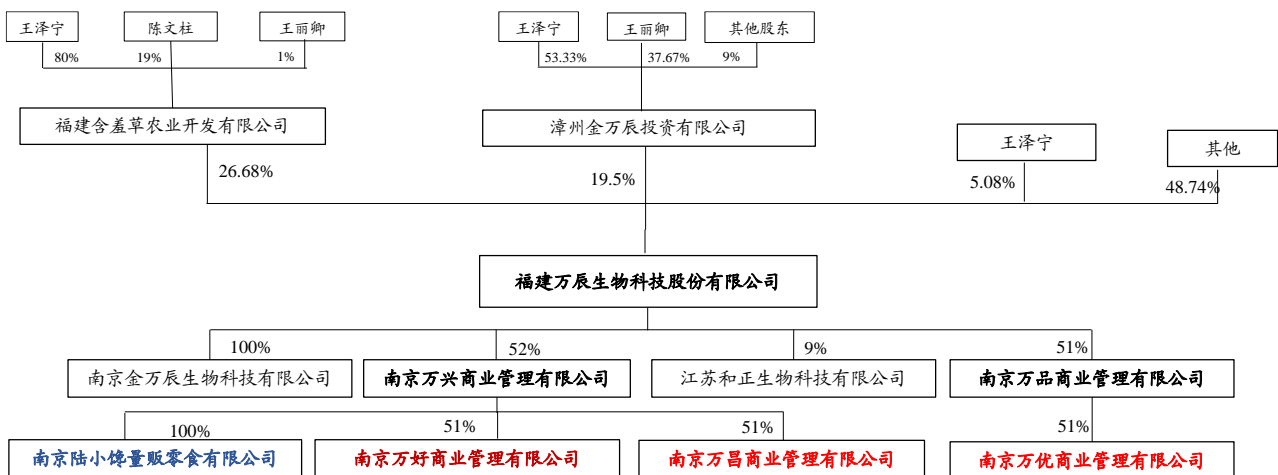 王泽宁 陈文柱 王丽卿 王泽宁 王丽卿 其他股东
80% 19% 1% 53.33% 37.67% 9%
福建含羞草农业开发有限公司 漳州金万辰投资有限公司
王泽宁 其他
26.68% 19.5% 5.08% 48.74%
福建万辰生物科技股份有限公司
100% 52% 9% 51%
南京金万辰生物科技有限公司 南京万兴商业管理有限公司 江苏和正生物科技有限公司 南京万品商业管理有限公司
100% 51% 51% 51%
南京陆小馋量贩零食有限公司 南京万好商业管理有限公司 南京万昌商业管理有限公司 南京万优商业管理有限公司